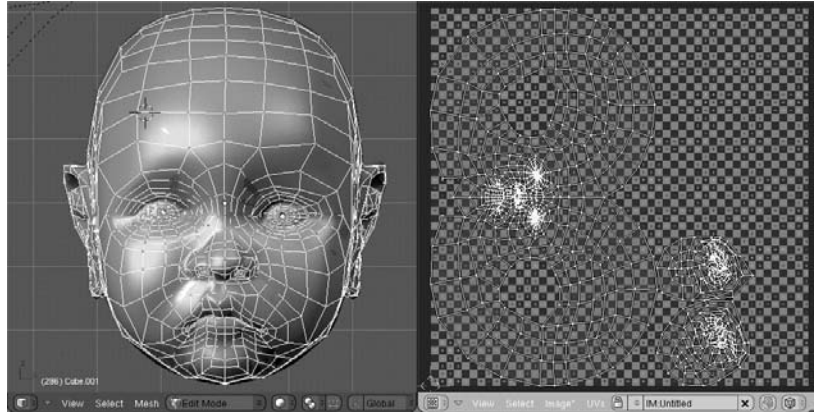 (296) Cube.001
View Select Mesh Edit Mode Global
View Select Image* UVs IM:Untitled